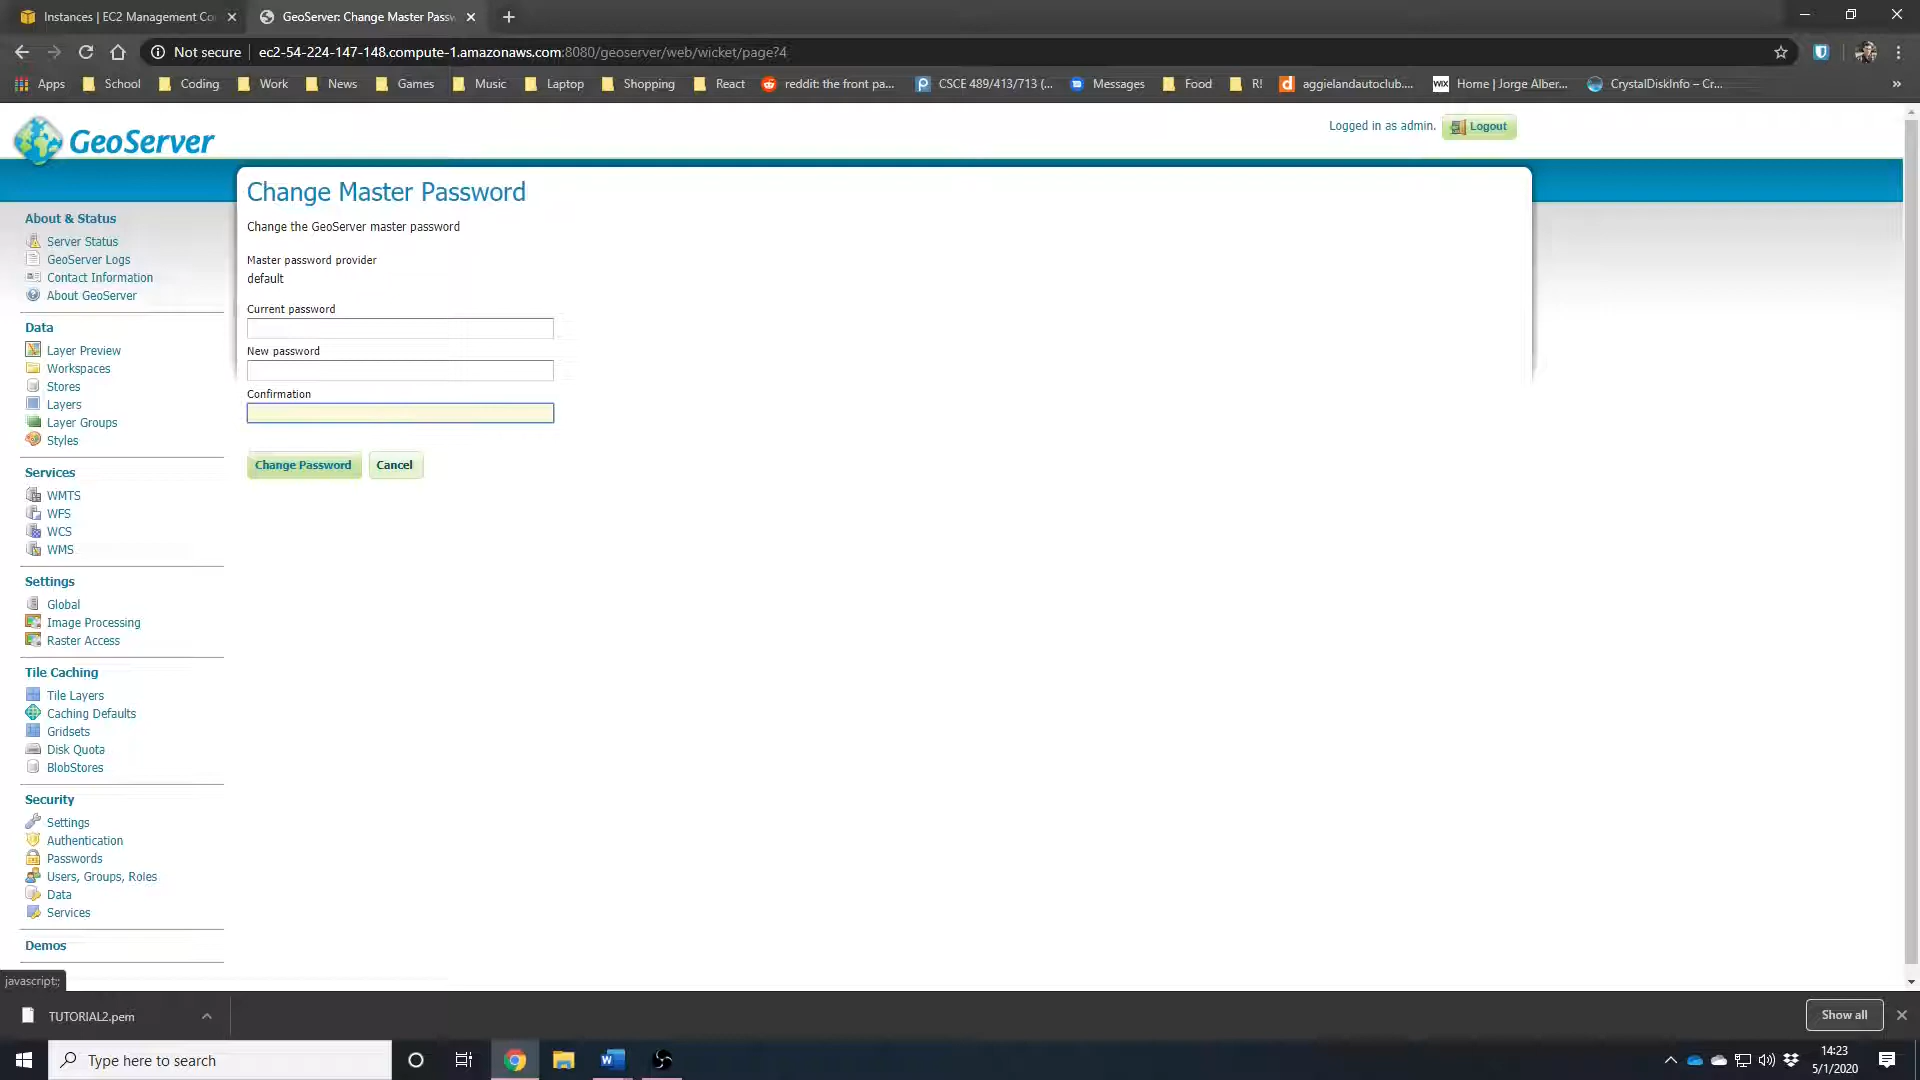 Instances | EC2 Management Co
GeoServer: Change Master Passw
Not secure
ec2-54-224-147-148.compute-1.amazonaws.com:8080/geoserver/web/wicket/page?4
Apps
School
Coding
Work
News
Games
Music
Laptop
Shopping
React
reddit: the front pa...
CSCE 489/413/713 (...
Messages
Food
R!
aggielandautoclub....
WIX
Home | Jorge Alber...
CrystalDiskInfo – Cr...
»
GeoServer
Logged in as admin.
Logout
Change Master Password
Change the GeoServer master password
Master password provider
default
Current password
New password
Confirmation
Change Password
Cancel
About & Status
Server Status
GeoServer Logs
Contact Information
About GeoServer
Data
Layer Preview
Workspaces
Stores
Layers
Layer Groups
Styles
Services
WMTS
WFS
WCS
WMS
Settings
Global
Image Processing
Raster Access
Tile Caching
Tile Layers
Caching Defaults
Gridsets
Disk Quota
BlobStores
Security
Settings
Authentication
Passwords
Users, Groups, Roles
Data
Services
Demos
javascript:;
TUTORIAL2.pem
Show all
Type here to search
14:23
5/1/2020